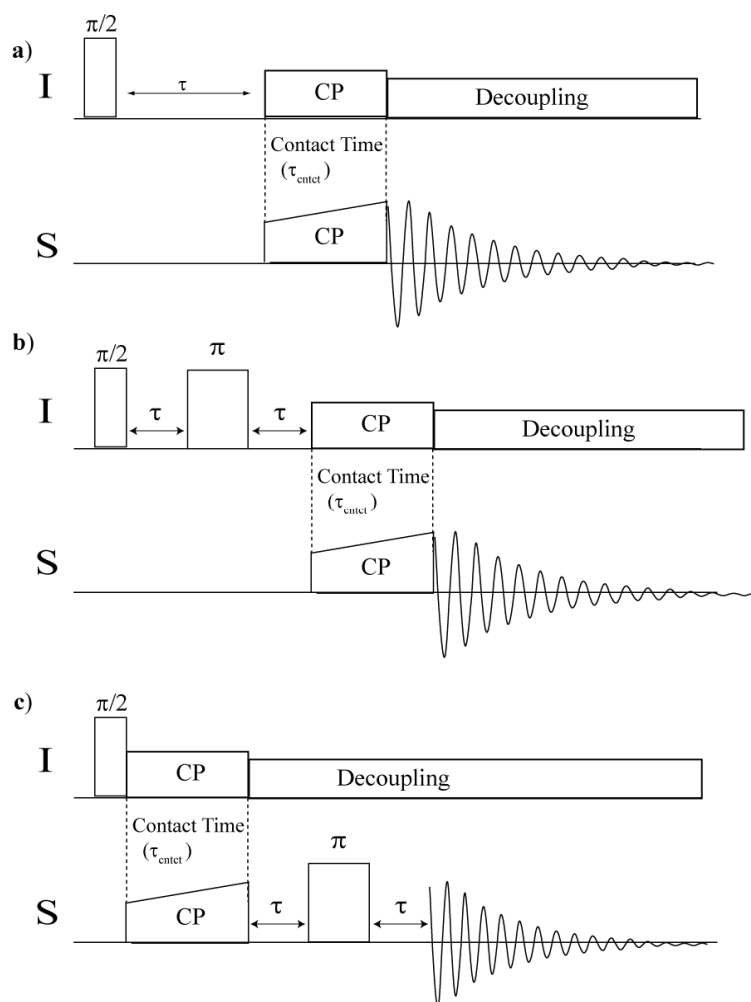 π/2
a)
I
τ
CP
Decoupling
Contact Time
(τcntct)
S
CP
b)
π/2
π
I
τ
τ
CP
Decoupling
Contact Time
(τcntct)
S
CP
c)
π/2
I
CP
Decoupling
Contact Time
(τcntct)
π
S
CP
τ
τ